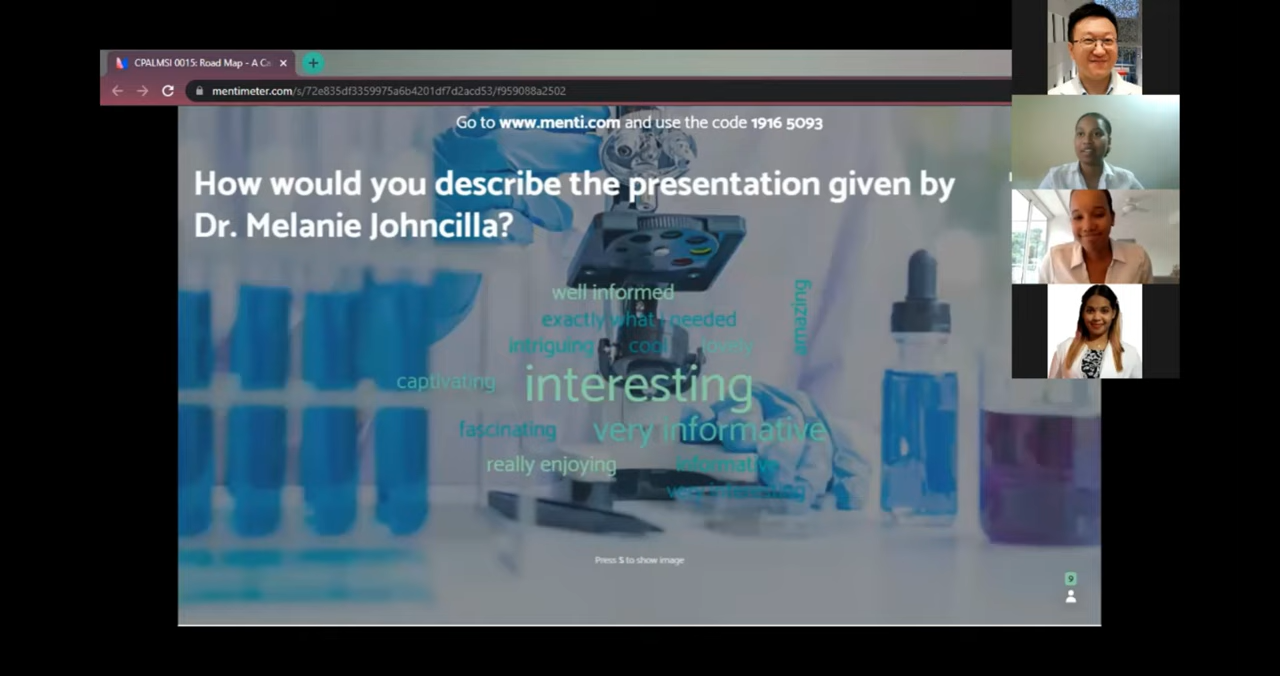 CPALMSI 0015: Road Map - A Ca
mentimeter.com/s/72e835df3359975a6b4201df7d2acd53/f959088a2502
Go to www.menti.com and use the code 1916 5093
How would you describe the presentation given by
Dr. Melanie Johncilla?
well informed
amazing
exactly what i needed
intriguing cool lovely
captivating interesting
fascinating very informative
really enjoying informative
very interesting
Press S to show image
9